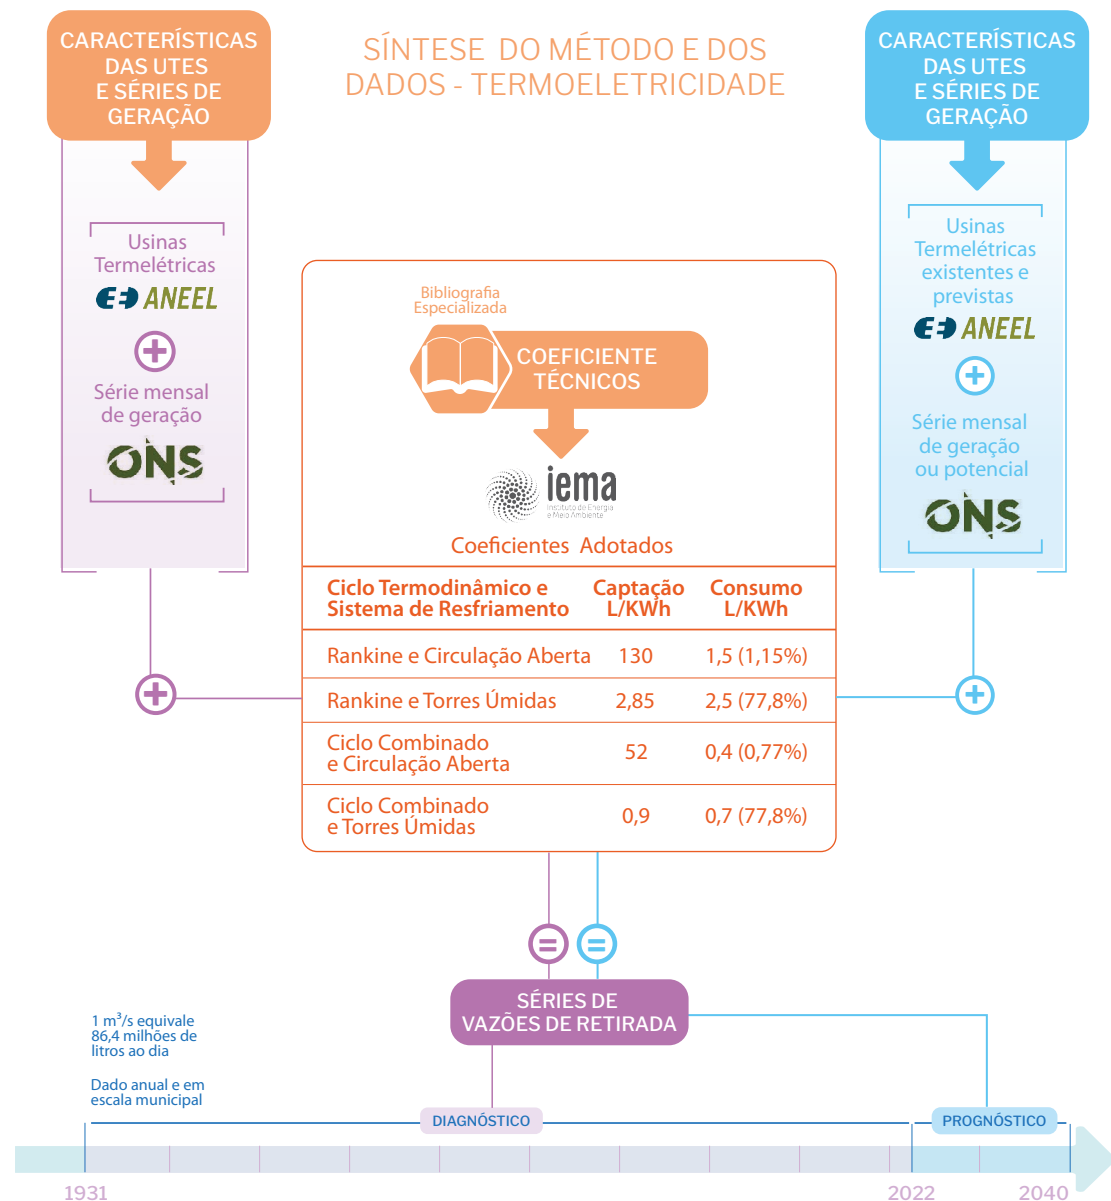 CARACTERÍSTICAS
DAS UTES
E SÉRIES DE
GERAÇÃO
SÍNTESE DO MÉTODO E DOS
DADOS - TERMOELETRICIDADE
CARACTERÍSTICAS
DAS UTES
E SÉRIES DE
GERAÇÃO
Usinas
Termelétricas
ANEEL
+
Série mensal
de geração
ONS
+
Usinas
Termelétricas
existentes e
previstas
ANEEL
+
Série mensal
de geração
ou potencial
ONS
+
Bibliografia
Especializada
COEFICIENTE
TÉCNICOS
iema
Instituto de Energia
e Meio Ambiente
Coeficientes Adotados
Ciclo Termodinâmico e
Sistema de Resfriamento
Captação
L/KWh
Consumo
L/KWh
Rankine e Circulação Aberta 130 1,5 (1,15%)
Rankine e Torres Úmidas 2,85 2,5 (77,8%)
Ciclo Combinado
e Circulação Aberta
52 0,4 (0,77%)
Ciclo Combinado
e Torres Úmidas
0,9 0,7 (77,8%)
= =
SÉRIES DE
VAZÕES DE RETIRADA
1 m³/s equivale
86,4 milhões de
litros ao dia
Dado anual e em
escala municipal
DIAGNÓSTICO PROGNÓSTICO
1931 2022 2040